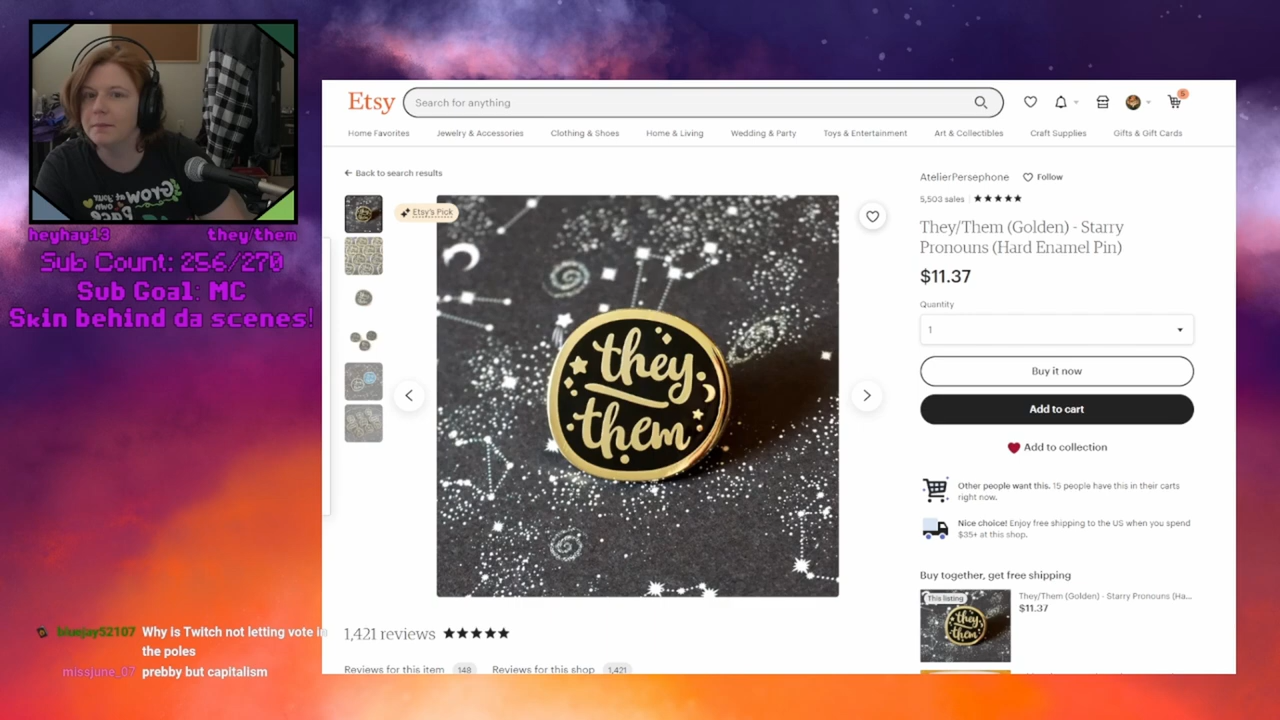 heyhay13 they/them
Sub Count: 256/270
Sub Goal: MC
Skin behind da scenes!
bluejay52107 Why is Twitch not letting vote in
the poles
missjune_07 prebby but capitalism
Etsy
Search for anything
5
Home Favorites Jewelry & Accessories Clothing & Shoes Home & Living Wedding & Party Toys & Entertainment Art & Collectibles Craft Supplies Gifts & Gift Cards
Back to search results
Etsy's Pick
they
them
AtelierPersephone Follow
5,503 sales
They/Them (Golden) - Starry
Pronouns (Hard Enamel Pin)
$11.37
Quantity
1
Buy it now
Add to cart
Add to collection
Other people want this. 15 people have this in their carts
right now.
Nice choice! Enjoy free shipping to the US when you spend
$35+ at this shop.
Buy together, get free shipping
This listing
they
them
They/Them (Golden) - Starry Pronouns (Ha...
$11.37
1,421 reviews
Reviews for this item 148 Reviews for this shop 1,421